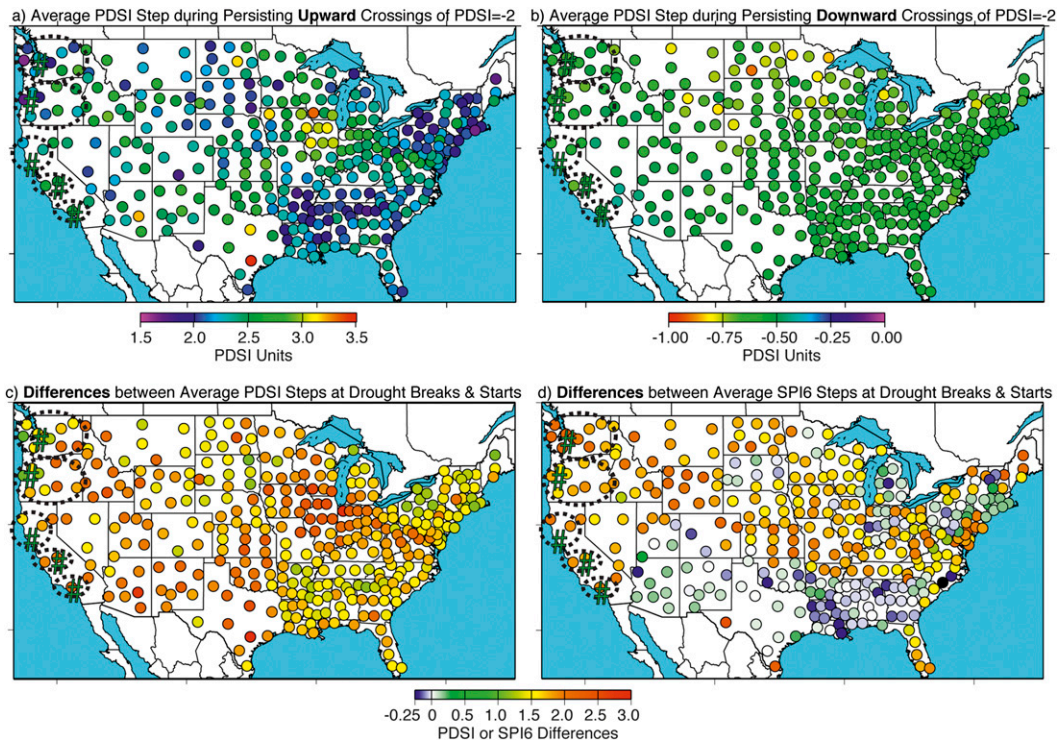 a) Average PDSI Step during Persisting Upward Crossings of PDSI=-2
b) Average PDSI Step during Persisting Downward Crossings of PDSI=-2
# 
#
#
#
#
#
#
#
#
#
1.5 2.0 2.5 3.0 3.5
PDSI Units
-1.00 -0.75 -0.50 -0.25 0.00
PDSI Units
c) Differences between Average PDSI Steps at Drought Breaks & Starts
d) Differences between Average SPI6 Steps at Drought Breaks & Starts
#
#
#
#
#
#
#
#
#
#
-0.25 0 0.5 1.0 1.5 2.0 2.5 3.0
PDSI or SPI6 Differences